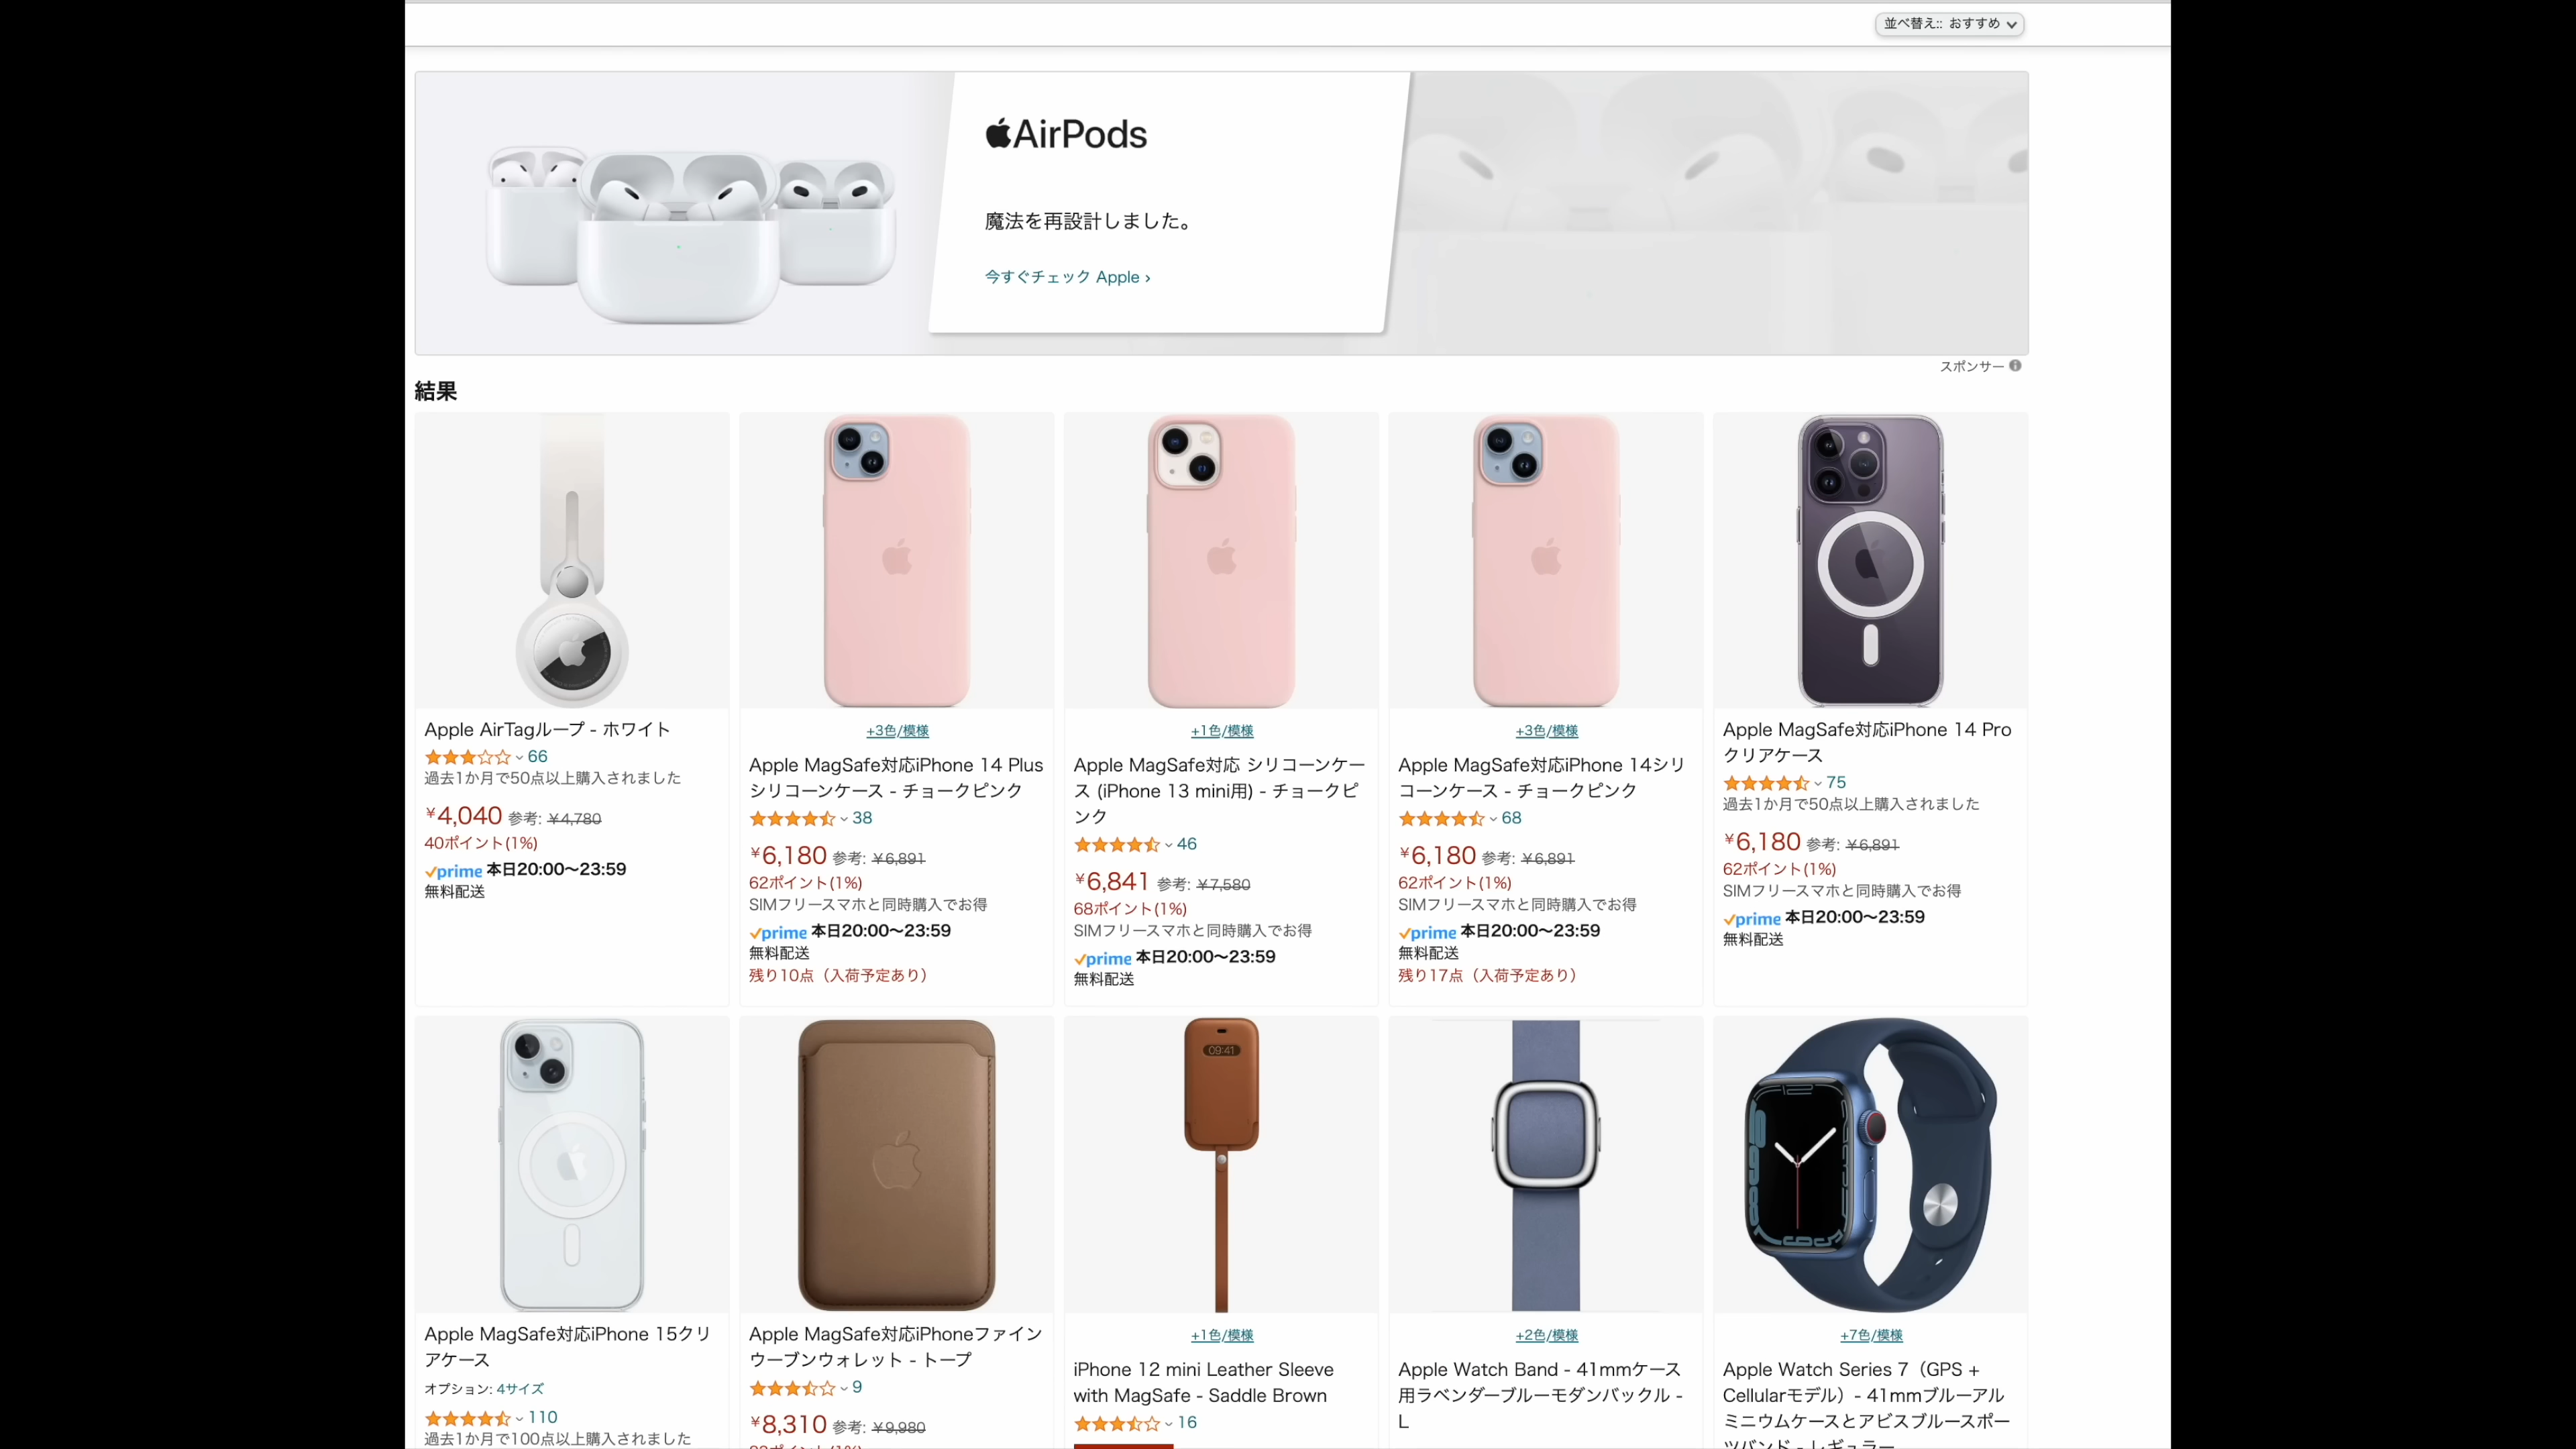 並べ替え:: おすすめ
AirPods
魔法を再設計しました。
今すぐチェック Apple ›
スポンサー
結果
Apple AirTagループ - ホワイト
66
過去1か月で50点以上購入されました
¥4,040 参考: ¥4,780
40ポイント(1%)
prime 本日20:00〜23:59
無料配送
+3色/模様
Apple MagSafe対応iPhone 14 Plus
シリコーンケース - チョークピンク
38
¥6,180 参考: ¥6,891
62ポイント(1%)
SIMフリースマホと同時購入でお得
prime 本日20:00〜23:59
無料配送
残り10点（入荷予定あり）
+1色/模様
Apple MagSafe対応 シリコーンケー
ス (iPhone 13 mini用) - チョークピ
ンク
46
¥6,841 参考: ¥7,580
68ポイント(1%)
SIMフリースマホと同時購入でお得
prime 本日20:00〜23:59
無料配送
+3色/模様
Apple MagSafe対応iPhone 14シリ
コーンケース - チョークピンク
68
¥6,180 参考: ¥6,891
62ポイント(1%)
SIMフリースマホと同時購入でお得
prime 本日20:00〜23:59
無料配送
残り17点（入荷予定あり）
Apple MagSafe対応iPhone 14 Pro
クリアケース
75
過去1か月で50点以上購入されました
¥6,180 参考: ¥6,891
62ポイント(1%)
SIMフリースマホと同時購入でお得
prime 本日20:00〜23:59
無料配送
Apple MagSafe対応iPhone 15クリ
アケース
オプション: 4サイズ
110
過去1か月で100点以上購入されました
Apple MagSafe対応iPhoneファイン
ウーブンウォレット - トープ
9
¥8,310 参考: ¥9,980
09:41
+1色/模様
iPhone 12 mini Leather Sleeve
with MagSafe - Saddle Brown
16
+2色/模様
Apple Watch Band - 41mmケース
用ラベンダーブルーモダンバックル -
L
+7色/模様
Apple Watch Series 7（GPS +
Cellularモデル）- 41mmブルーアル
ミニウムケースとアビスブルースポー
ツバンド - レギュラー